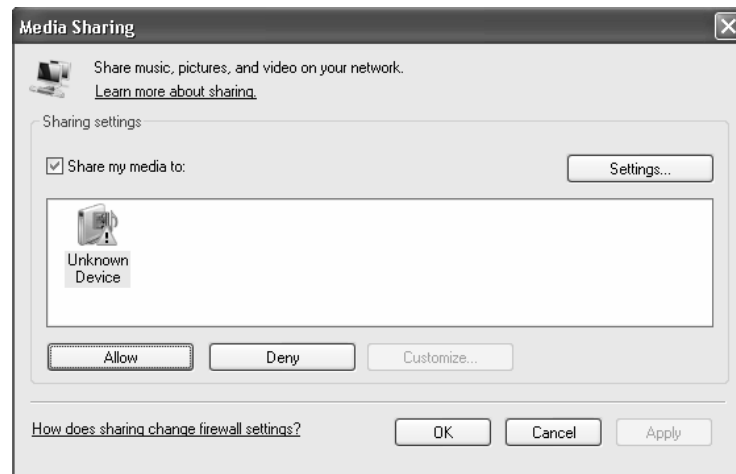 Media Sharing
Share music, pictures, and video on your network.
Learn more about sharing.
Sharing settings
Share my media to:
Settings...
Unknown
Device
Allow
Deny
Customize...
How does sharing change firewall settings?
OK
Cancel
Apply